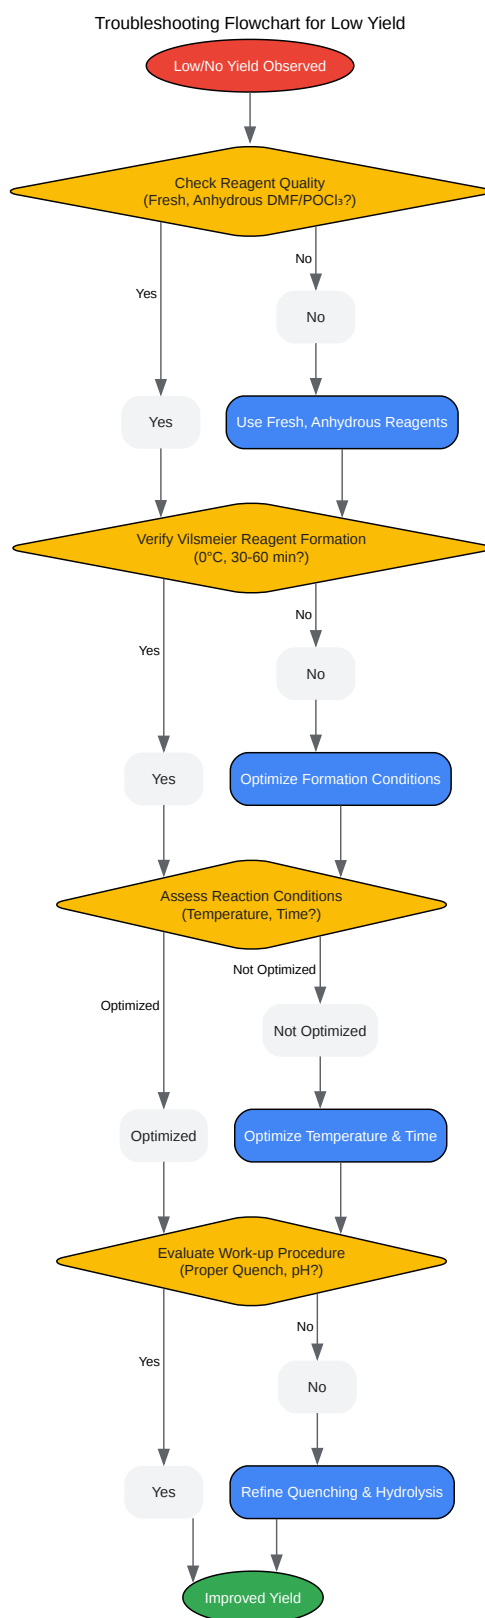 Troubleshooting Flowchart for Low Yield
Low/No Yield Observed
Check Reagent Quality
(Fresh, Anhydrous DMF/POCl₃?)
No
Yes
No
Yes
Use Fresh, Anhydrous Reagents
Verify Vilsmeier Reagent Formation
(0°C, 30-60 min?)
No
Yes
No
Yes
Optimize Formation Conditions
Assess Reaction Conditions
(Temperature, Time?)
Not Optimized
Optimized
Not Optimized
Optimized
Optimize Temperature & Time
Evaluate Work-up Procedure
(Proper Quench, pH?)
No
Yes
No
Yes
Refine Quenching & Hydrolysis
Improved Yield